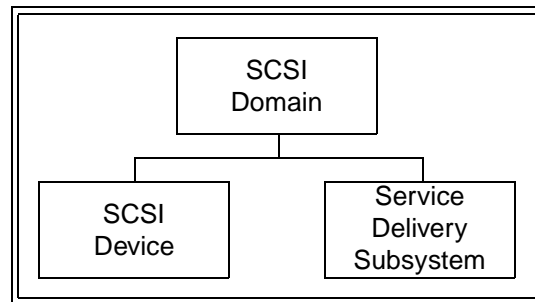 SCSI
Domain
SCSI
Device
Service
Delivery
Subsystem